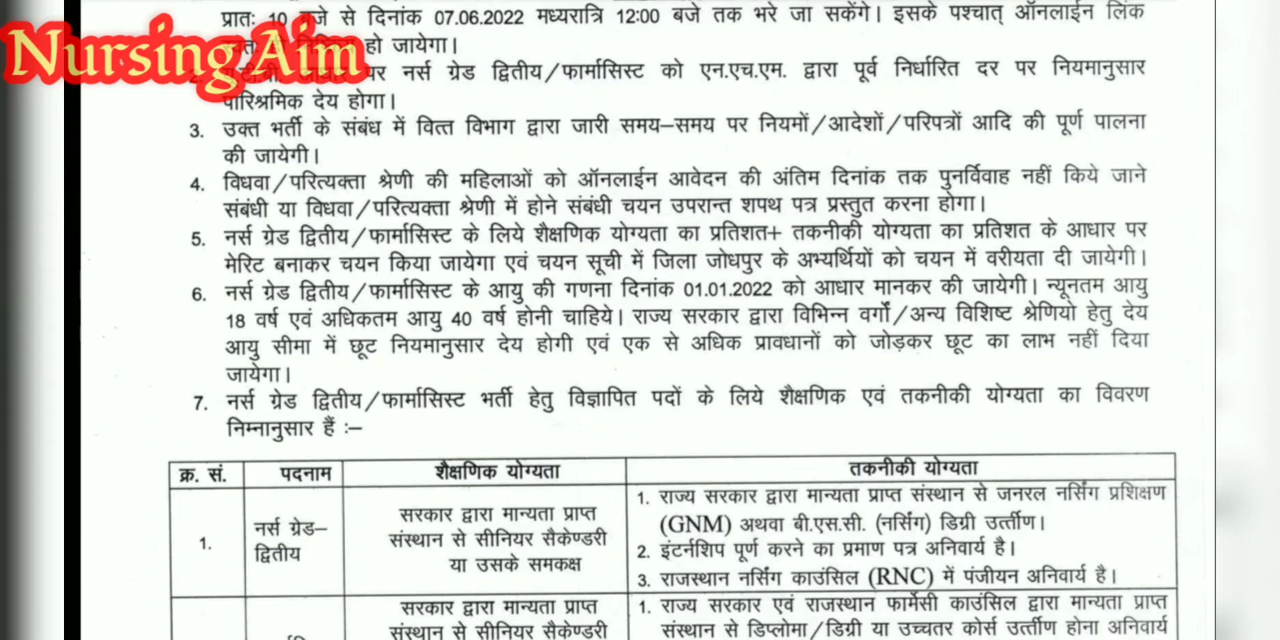 Nursing Aim
प्रातः 10 बजे से दिनांक 07.06.2022 मध्यरात्रि 12:00 बजे तक भरे जा सकेंगे। इसके पश्चात् ऑनलाईन लिंक
हो जायेगा।
पर नर्स ग्रेड द्वितीय/फार्मासिस्ट को एन.एच.एम. द्वारा पूर्व निर्धारित दर पर नियमानुसार
पारिश्रमिक देय होगा।
3. उक्त भर्ती के संबंध में वित्त विभाग द्वारा जारी समय–समय पर नियमों/आदेशों/परिपत्रों आदि की पूर्ण पालना
की जायेगी।
4. विधवा/परित्यक्ता श्रेणी की महिलाओं को ऑनलाईन आवेदन की अंतिम दिनांक तक पुनर्विवाह नहीं किये जाने
संबंधी या विधवा/परित्यक्ता श्रेणी में होने संबंधी चयन उपरान्त शपथ पत्र प्रस्तुत करना होगा।
5. नर्स ग्रेड द्वितीय/फार्मासिस्ट के लिये शैक्षणिक योग्यता का प्रतिशत+ तकनीकी योग्यता का प्रतिशत के आधार पर
मेरिट बनाकर चयन किया जायेगा एवं चयन सूची में जिला जोधपुर के अभ्यर्थियों को चयन में वरीयता दी जायेगी।
6. नर्स ग्रेड द्वितीय/फार्मासिस्ट के आयु की गणना दिनांक 01.01.2022 को आधार मानकर की जायेगी। न्यूनतम आयु
18 वर्ष एवं अधिकतम आयु 40 वर्ष होनी चाहिये। राज्य सरकार द्वारा विभिन्न वर्गों/अन्य विशिष्ट श्रेणियो हेतु देय
आयु सीमा में छूट नियमानुसार देय होगी एवं एक से अधिक प्रावधानों को जोड़कर छूट का लाभ नहीं दिया
जायेगा।
7. नर्स ग्रेड द्वितीय/फार्मासिस्ट भर्ती हेतु विज्ञापित पदों के लिये शैक्षणिक एवं तकनीकी योग्यता का विवरण
निम्नानुसार हैं :–
क्र. सं. पदनाम शैक्षणिक योग्यता तकनीकी योग्यता
1.
नर्स ग्रेड–
द्वितीय
सरकार द्वारा मान्यता प्राप्त
संस्थान से सीनियर सैकेण्डरी
या उसके समकक्ष
1. राज्य सरकार द्वारा मान्यता प्राप्त संस्थान से जनरल नर्सिंग प्रशिक्षण
(GNM) अथवा बी.एस.सी. (नर्सिंग) डिग्री उर्त्तीण।
2. इंटर्नशिप पूर्ण करने का प्रमाण पत्र अनिवार्य है।
3. राजस्थान नर्सिंग काउंसिल (RNC) में पंजीयन अनिवार्य है।
सरकार द्वारा मान्यता प्राप्त
संस्थान से सीनियर सैकेण्डरी
1. राज्य सरकार एवं राजस्थान फार्मेसी काउंसिल द्वारा मान्यता प्राप्त
संस्थान से डिप्लोमा/डिग्री या उच्चतर कोर्स उर्त्तीण होना अनिवार्य